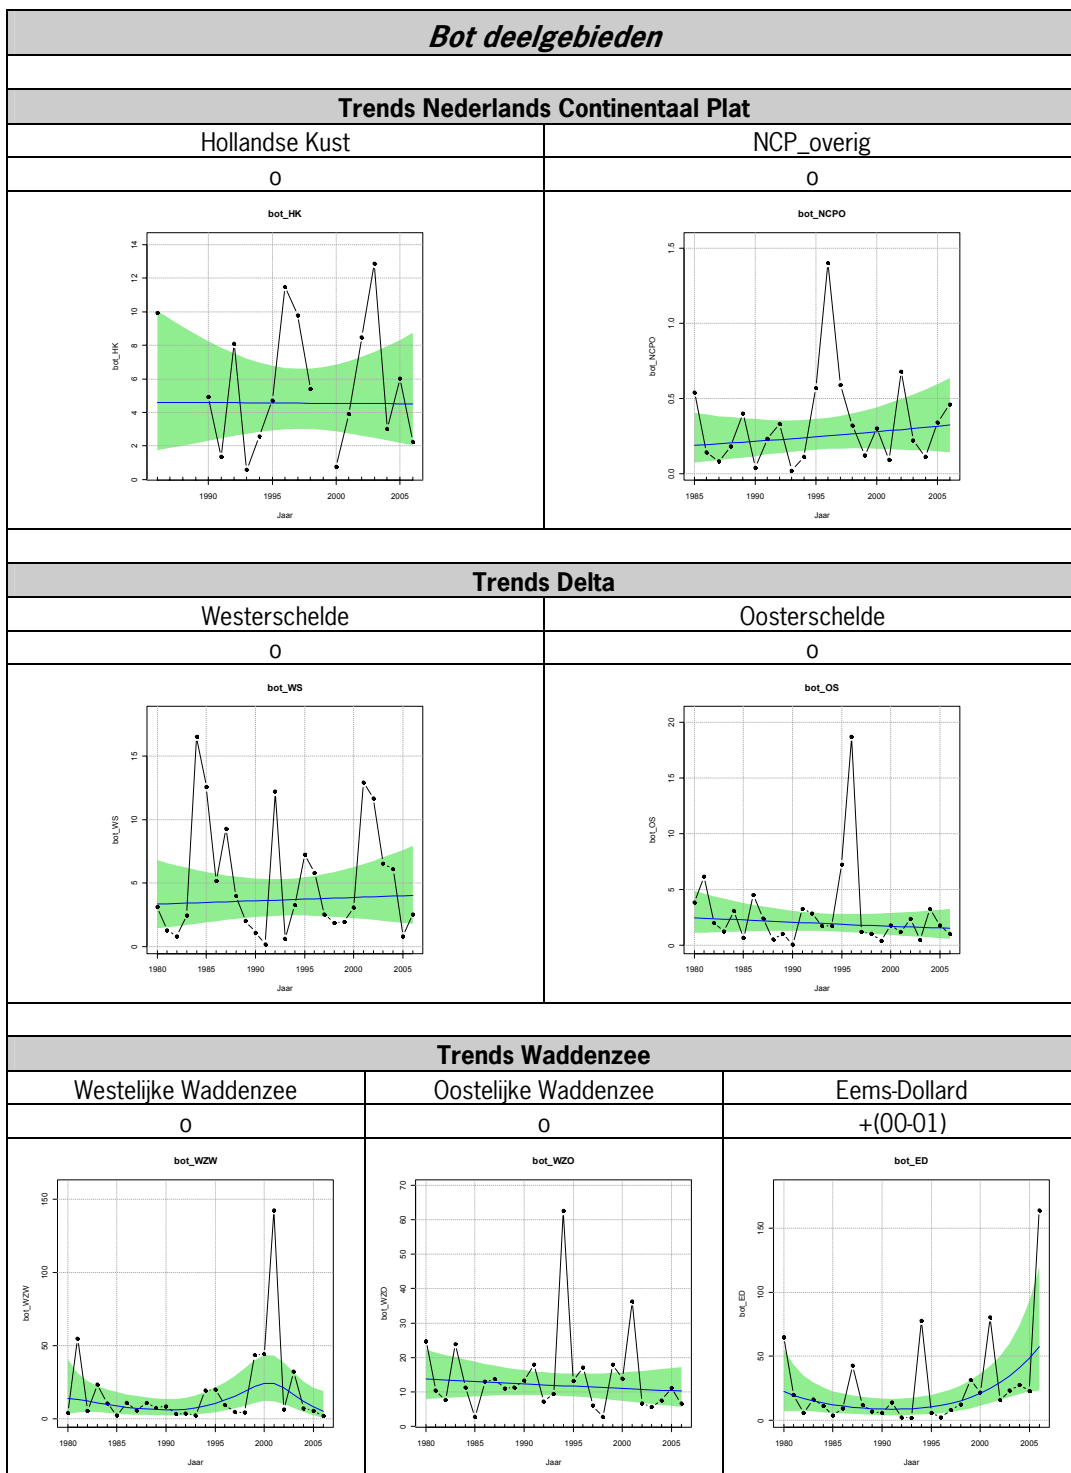 Bot deelgebieden
Trends Nederlands Continentaal Plat
Hollandse Kust NCP_overig
o o
bot_HK
14
12
10
8
6
4
2
0
bot_HK
1990 1995 2000 2005
Jaar
bot_NCPO
1.5
1.0
0.5
0.0
bot_NCPO
1985 1990 1995 2000 2005
Jaar
Trends Delta
Westerschelde Oosterschelde
o o
bot_WS
15
10
5
0
bot_WS
1980 1985 1990 1995 2000 2005
Jaar
bot_OS
20
15
10
5
0
bot_OS
1980 1985 1990 1995 2000 2005
Jaar
Trends Waddenzee
Westelijke Waddenzee Oostelijke Waddenzee Eems-Dollard
o o +(00-01)
bot_WZW
150
100
50
0
bot_WZW
1980 1985 1990 1995 2000 2005
Jaar
bot_WZO
70
60
50
40
30
20
10
0
bot_WZO
1980 1985 1990 1995 2000 2005
Jaar
bot_ED
150
100
50
0
bot_ED
1980 1985 1990 1995 2000 2005
Jaar